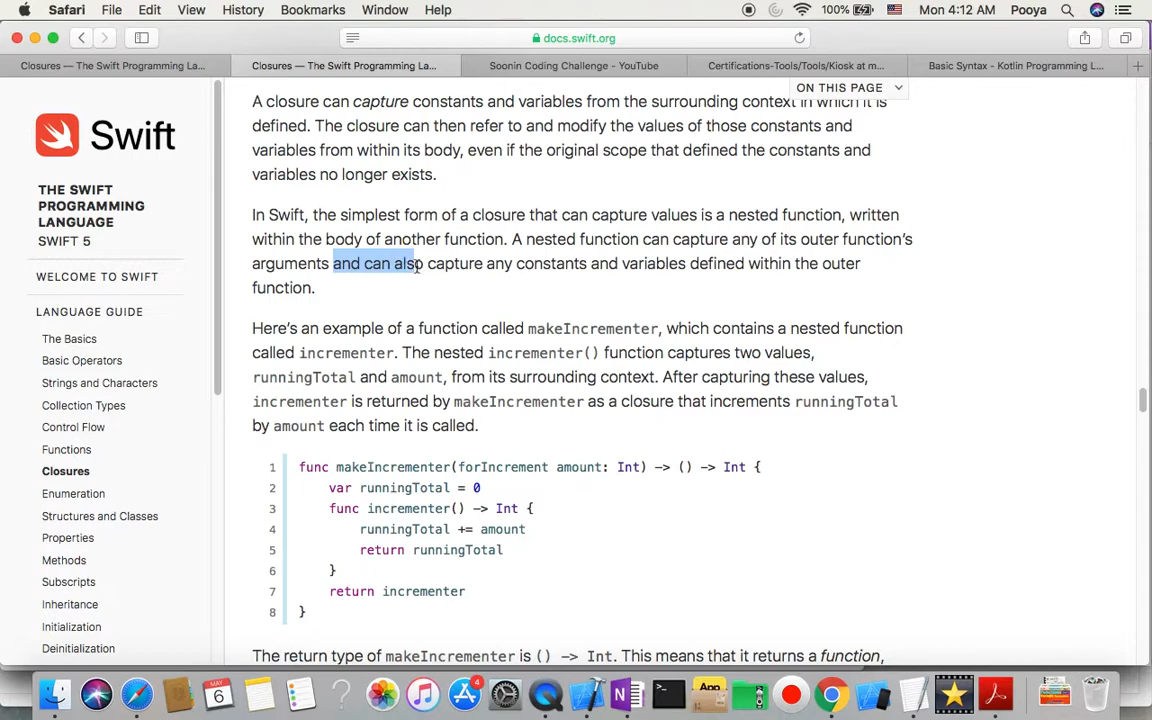 Safari File Edit View History Bookmarks Window Help 100% Mon 4:12 AM Pooya
docs.swift.org
Closures — The Swift Programming La... Closures — The Swift Programming La... Soonin Coding Challenge - YouTube Certifications-Tools/Tools/Kiosk at m... Basic Syntax - Kotlin Programming L...
ON THIS PAGE
Swift
THE SWIFT
PROGRAMMING
LANGUAGE
SWIFT 5
WELCOME TO SWIFT
LANGUAGE GUIDE
The Basics
Basic Operators
Strings and Characters
Collection Types
Control Flow
Functions
Closures
Enumeration
Structures and Classes
Properties
Methods
Subscripts
Inheritance
Initialization
Deinitialization
A closure can capture constants and variables from the surrounding context in which it is
defined. The closure can then refer to and modify the values of those constants and
variables from within its body, even if the original scope that defined the constants and
variables no longer exists.
In Swift, the simplest form of a closure that can capture values is a nested function, written
within the body of another function. A nested function can capture any of its outer function’s
arguments and can also capture any constants and variables defined within the outer
function.
Here’s an example of a function called makeIncrementer, which contains a nested function
called incrementer. The nested incrementer() function captures two values,
runningTotal and amount, from its surrounding context. After capturing these values,
incrementer is returned by makeIncrementer as a closure that increments runningTotal
by amount each time it is called.
1 func makeIncrementer(forIncrement amount: Int) -> () -> Int {
2 var runningTotal = 0
3 func incrementer() -> Int {
4 runningTotal += amount
5 return runningTotal
6 }
7 return incrementer
8 }
The return type of makeIncrementer is () -> Int. This means that it returns a function,
MAY
6
4
App